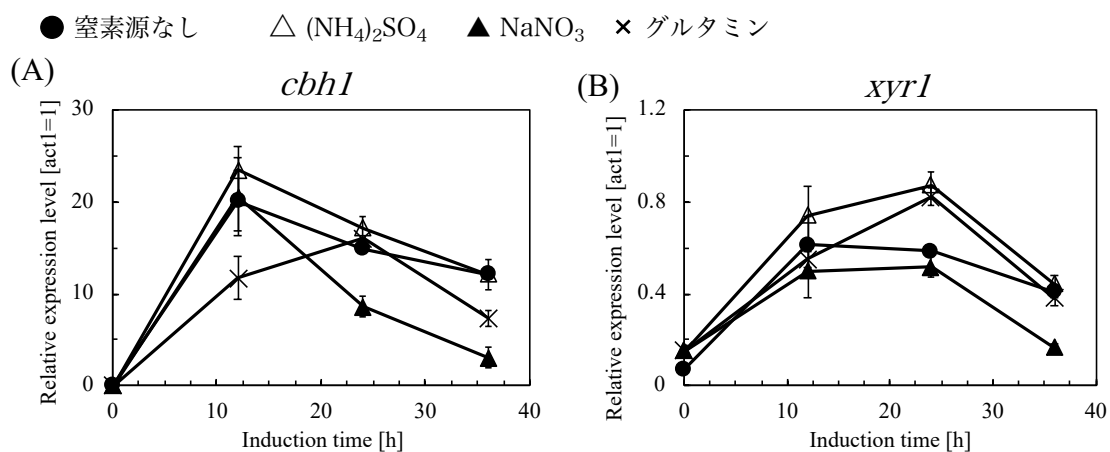 ● 窒素源なし △ (NH₄)₂SO₄ ▲ NaNO₃ × グルタミン
(A) cbh1
Relative expression level [act1=1]
30
20
10
0
0 10 20 30 40
Induction time [h]
(B) xyr1
Relative expression level [act1=1]
1.2
0.8
0.4
0
0 10 20 30 40
Induction time [h]